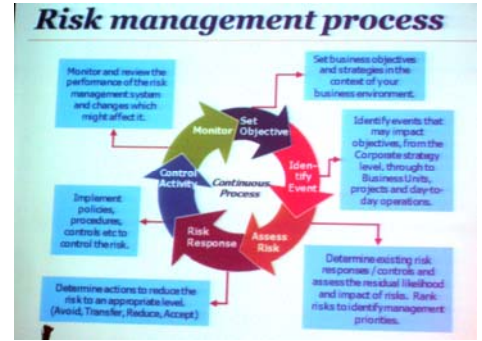 Risk management process
Monitor and review the
performance of the risk
management system
and changes which
might affect it.
Set business objectives
and strategies in the
context of your
business environment.
Monitor
Set
Objective
Identify events that
may impact
objectives, from the
Corporate strategy
level, through to
Business Units,
projects and day-to-
day operations.
Iden-
tify
Event
Control
Activity
Continuous
Process
Implement
policies,
procedures,
controls etc to
control the risk.
Risk
Response
Assess
Risk
Determine existing risk
responses / controls and
assess the residual likelihood
and impact of risks. Rank
risks to identify management
priorities.
Determine actions to reduce the
risk to an appropriate level.
(Avoid, Transfer, Reduce, Accept)